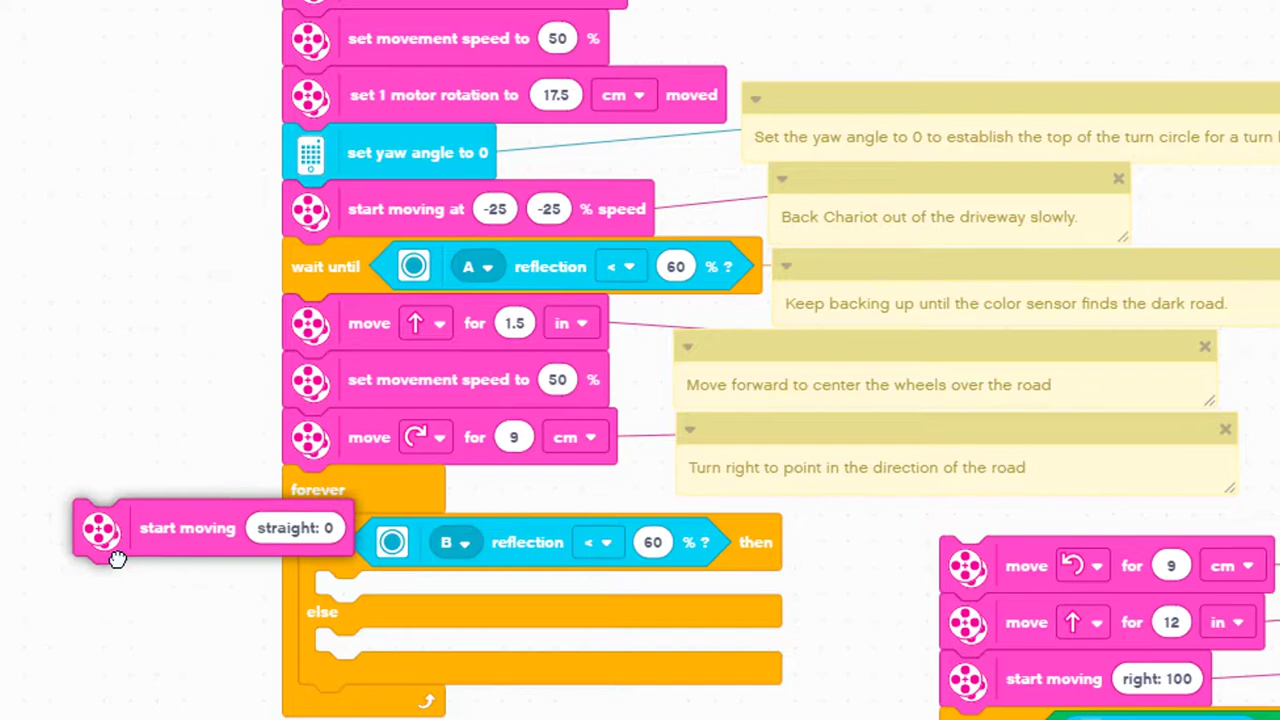 set movement speed to 50 %
set 1 motor rotation to 17.5 cm moved
set yaw angle to 0
Set the yaw angle to 0 to establish the top of the turn circle for a turn
start moving at -25 -25 % speed
Back Chariot out of the driveway slowly.
wait until A reflection < 60 % ?
Keep backing up until the color sensor finds the dark road.
move for 1.5 in
Move forward to center the wheels over the road
set movement speed to 50 %
move for 9 cm
Turn right to point in the direction of the road
forever
start moving straight: 0
B reflection < 60 % ? then
else
move for 9 cm
move for 12 in
start moving right: 100